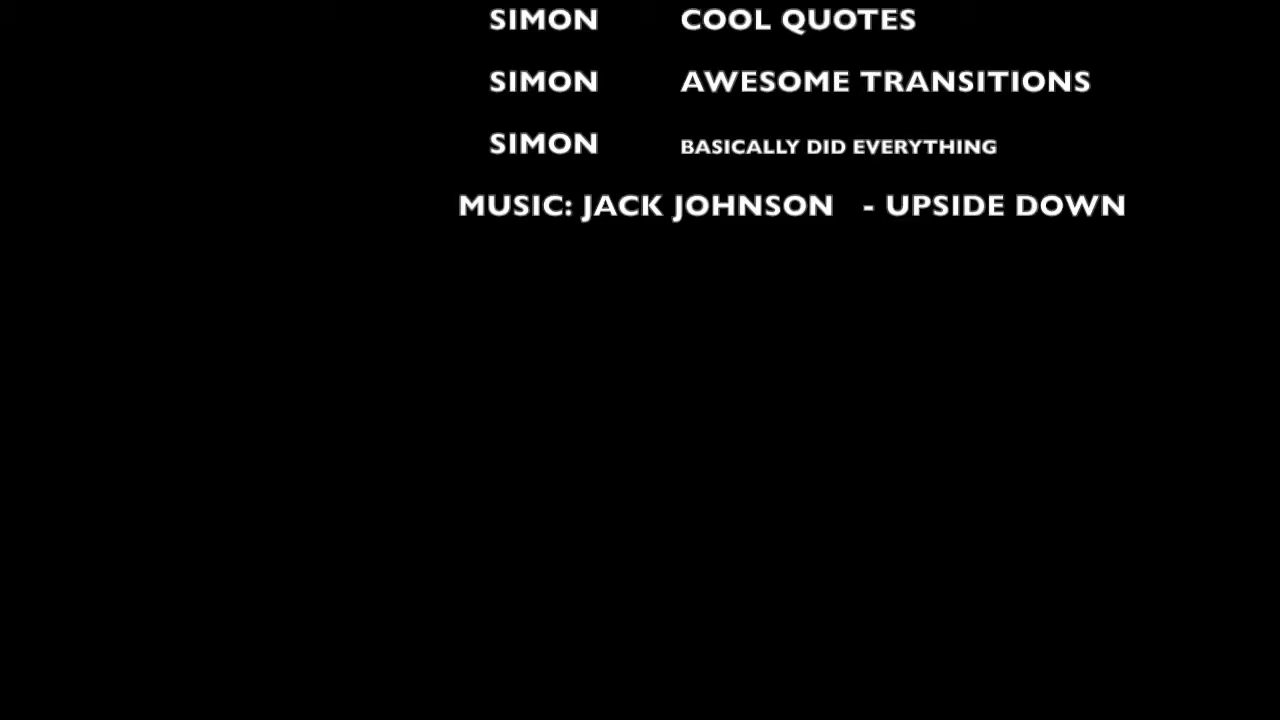 SIMON COOL QUOTES
SIMON AWESOME TRANSITIONS
SIMON BASICALLY DID EVERYTHING
MUSIC: JACK JOHNSON - UPSIDE DOWN